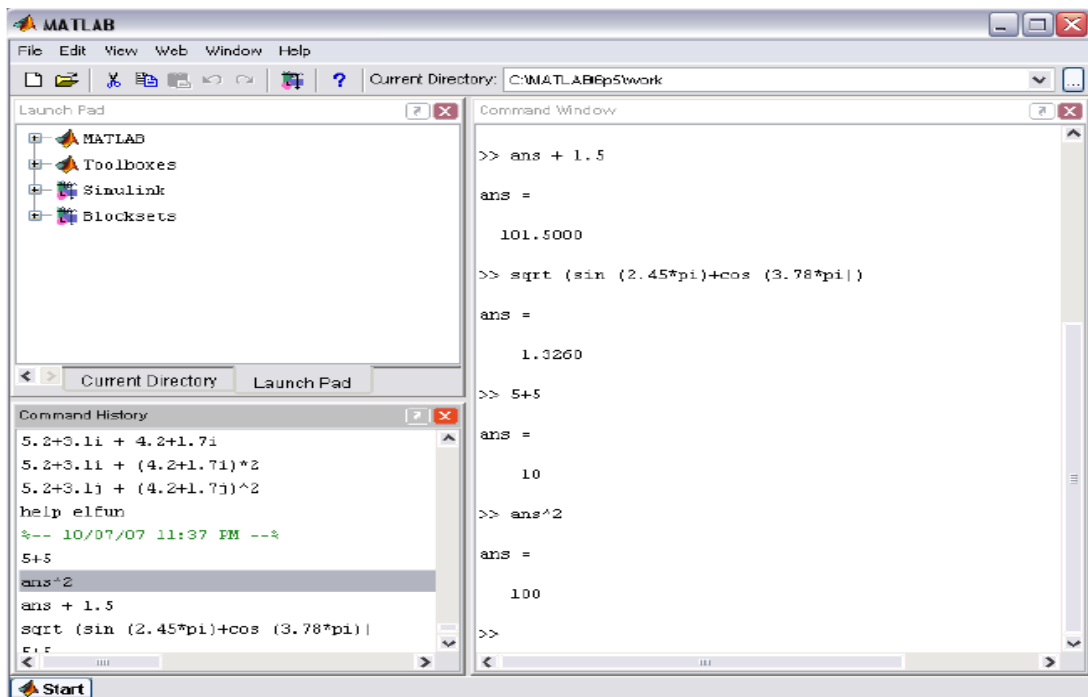 MATLAB
File Edit View Web Window Help
? Current Directory: C:\MATLAB6p5\work ...
Launch Pad
MATLAB
Toolboxes
Simulink
Blocksets
Current Directory Launch Pad
Command History
5.2+3.1i + 4.2+1.7i
5.2+3.1i + (4.2+1.7i)*2
5.2+3.1j + (4.2+1.7j)^2
help elfun
%-- 10/07/07 11:37 PM --%
5+5
ans^2
ans + 1.5
sqrt (sin (2.45*pi)+cos (3.78*pi)|
5+5
Command Window
>> ans + 1.5
ans =
101.5000
>> sqrt (sin (2.45*pi)+cos (3.78*pi|)
ans =
1.3260
>> 5+5
ans =
10
>> ans^2
ans =
100
>>
Start